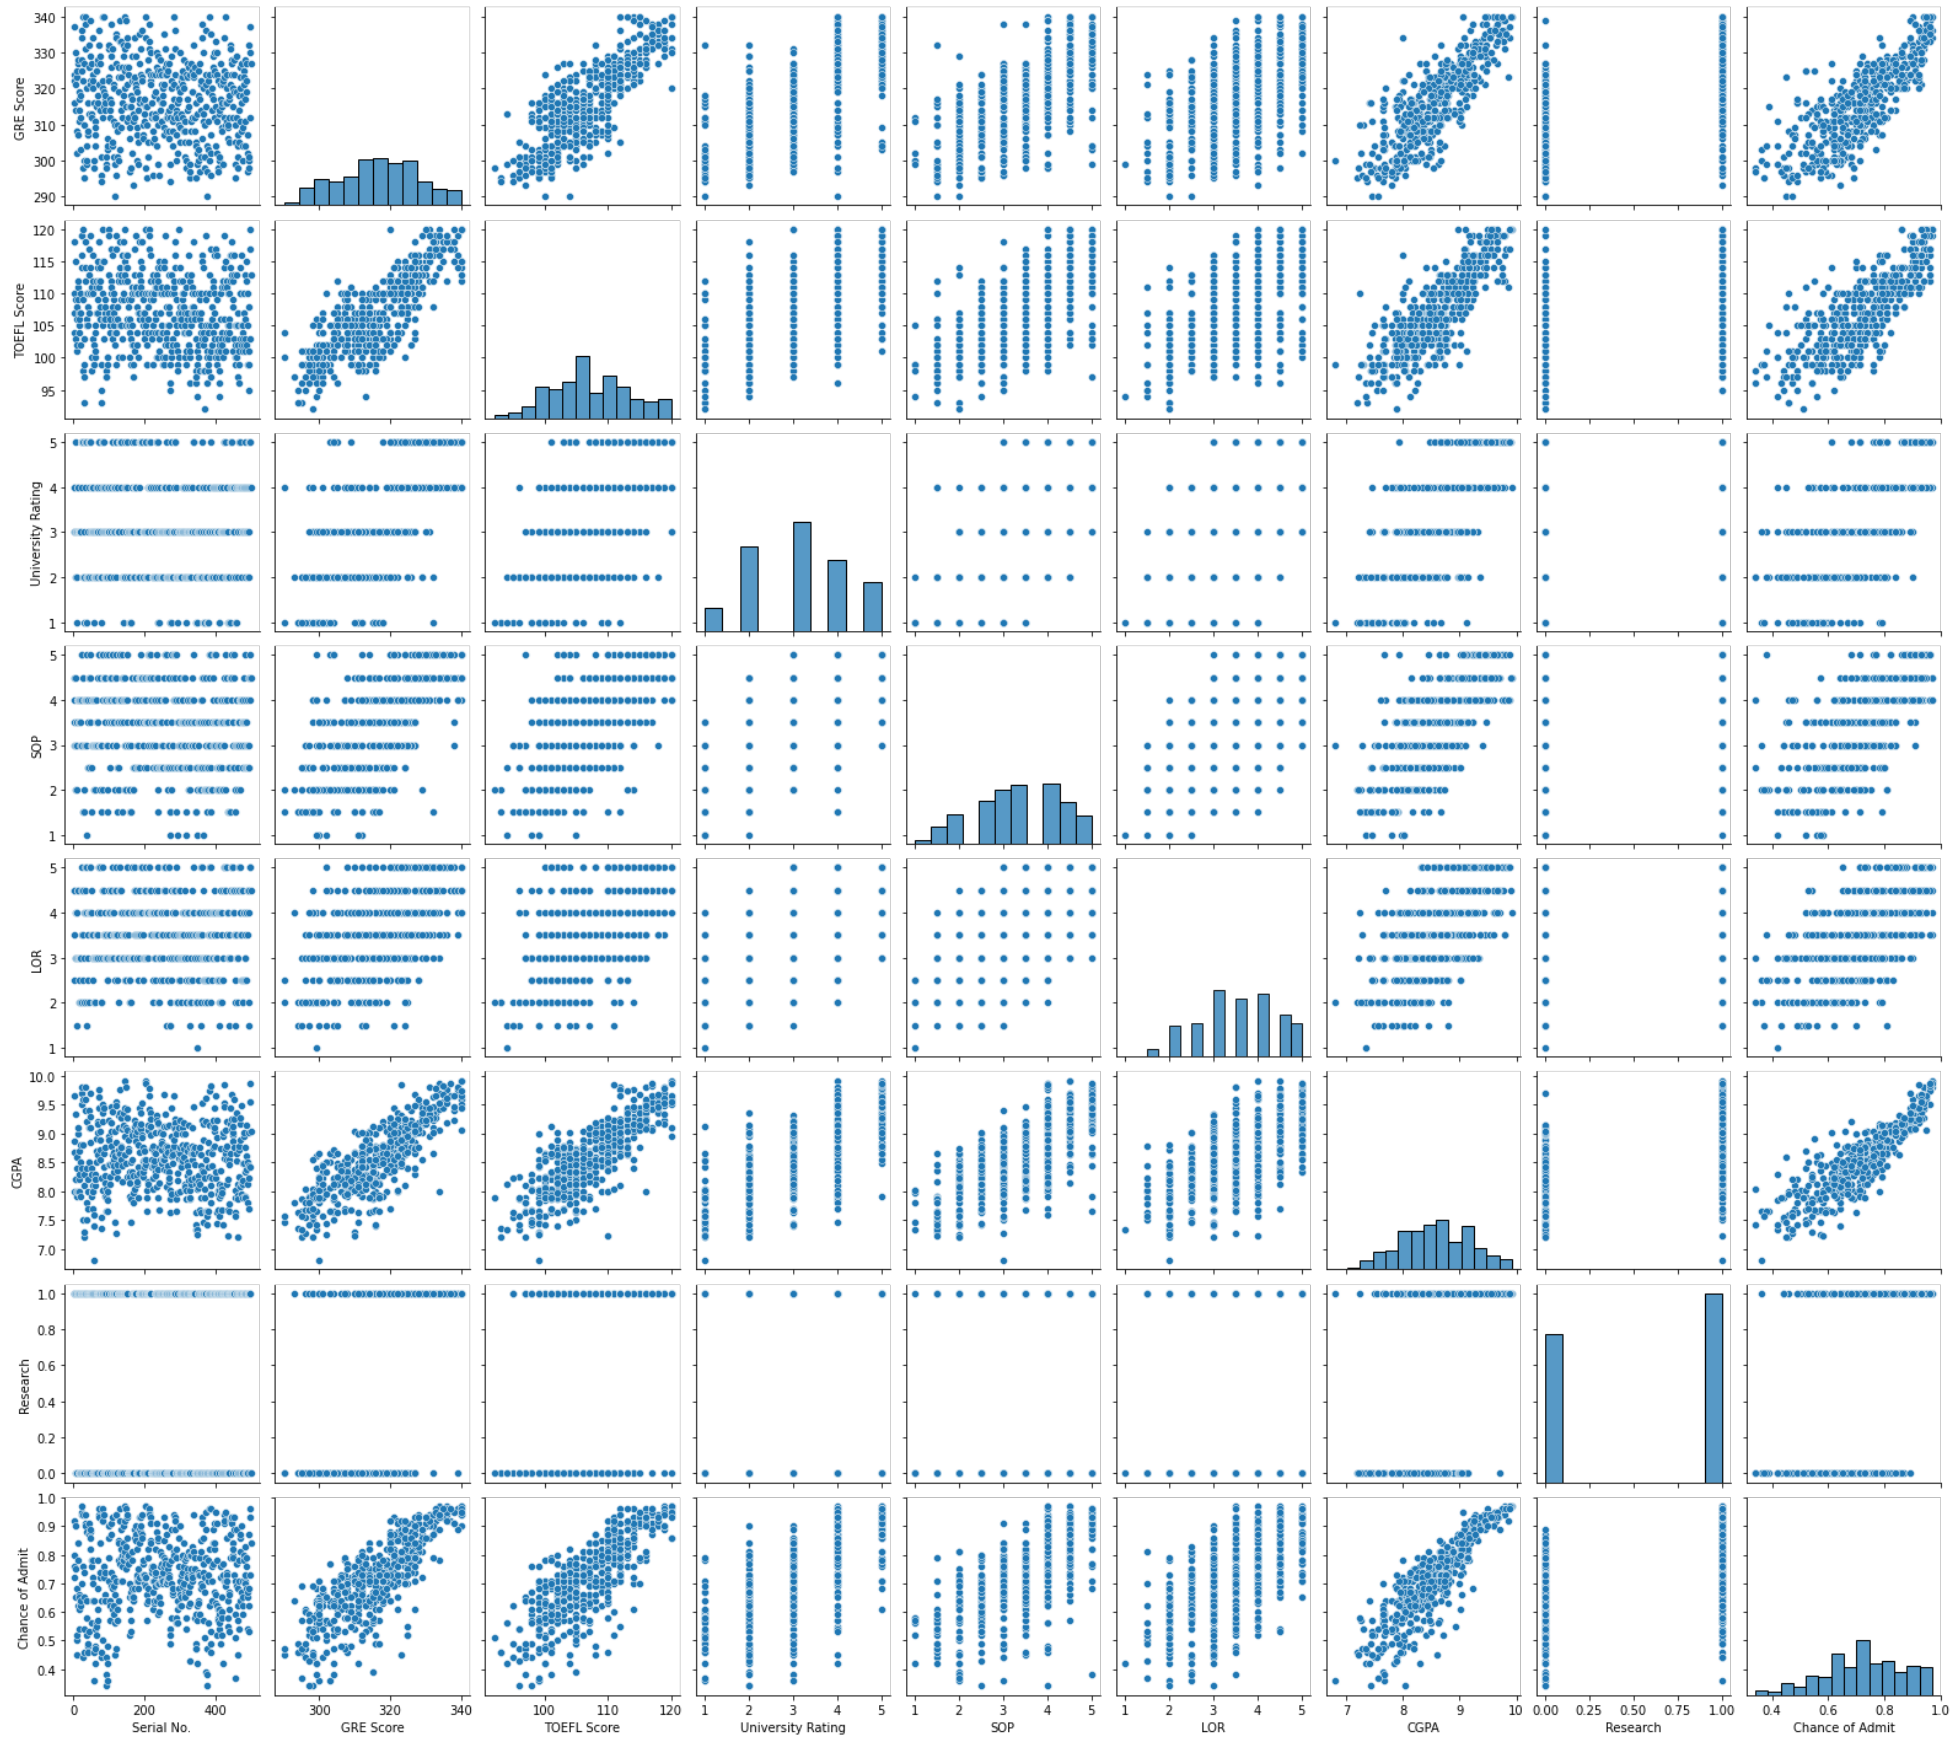 340
330
320
310
300
290
GRE Score
120
115
110
105
100
95
TOEFL Score
5
4
3
2
1
University Rating
5
4
3
2
1
SOP
5
4
3
2
1
LOR
10.0
9.5
9.0
8.5
8.0
7.5
7.0
CGPA
1.0
0.8
0.6
0.4
0.2
0.0
Research
1.0
0.9
0.8
0.7
0.6
0.5
0.4
Chance of Admit
0 200 400
Serial No.
300 320 340
GRE Score
100 110 120
TOEFL Score
1 2 3 4 5
University Rating
1 2 3 4 5
SOP
1 2 3 4 5
LOR
7 8 9 10
CGPA
0.00 0.25 0.50 0.75 1.00
Research
0.4 0.6 0.8 1.0
Chance of Admit